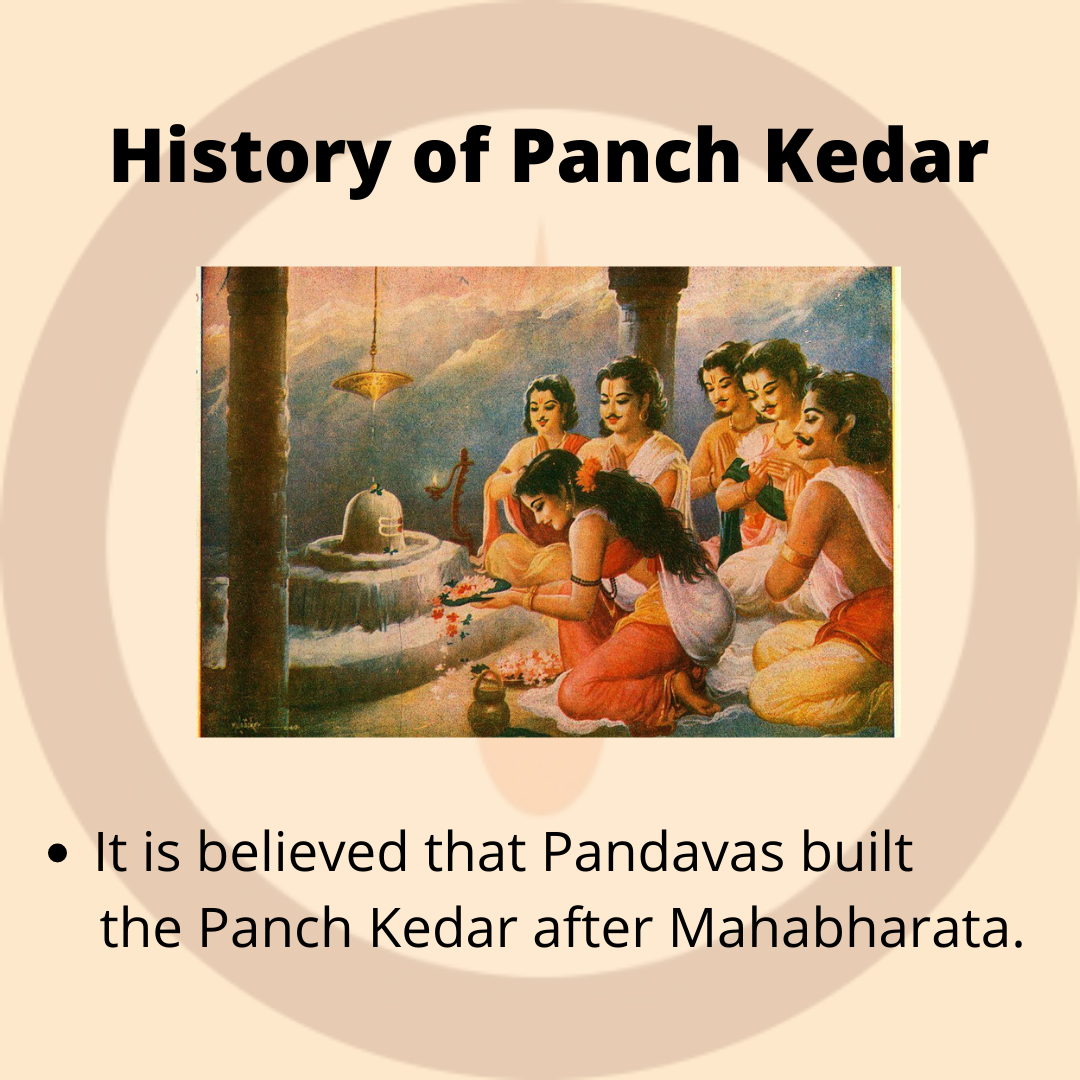 History of Panch Kedar
• It is believed that Pandavas built
the Panch Kedar after Mahabharata.